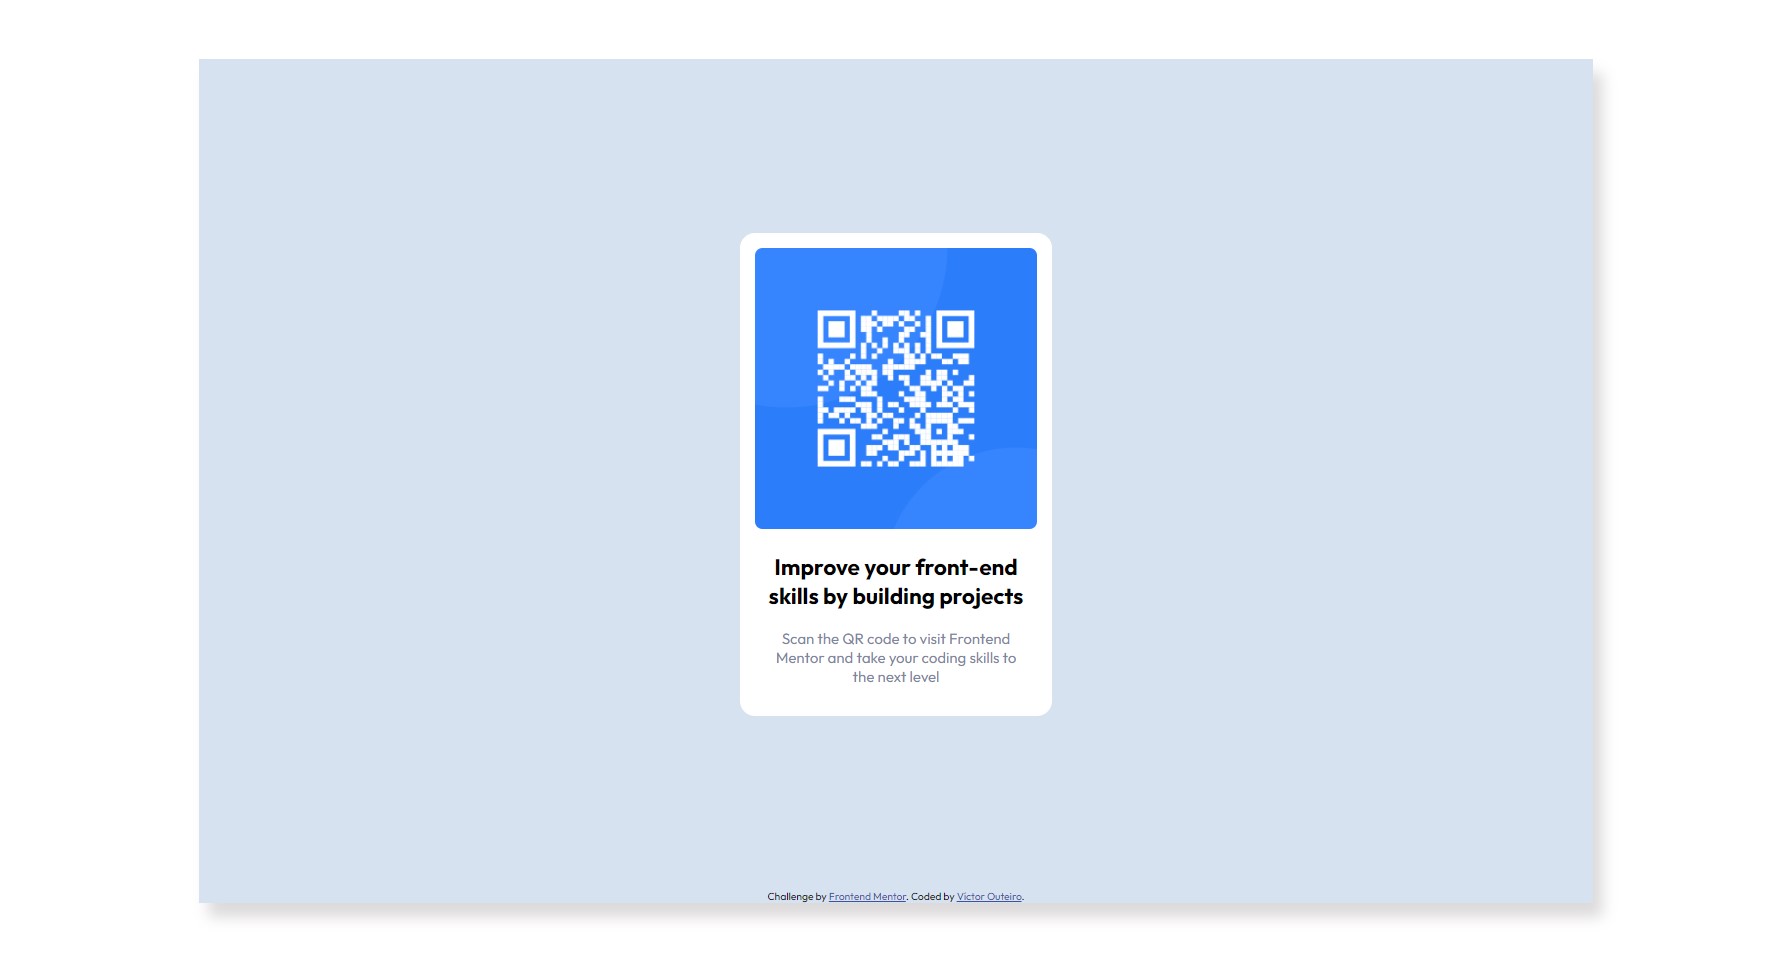 Improve your front-end
skills by building projects
Scan the QR code to visit Frontend
Mentor and take your coding skills to
the next level
Challenge by Frontend Mentor. Coded by Víctor Outeiro.